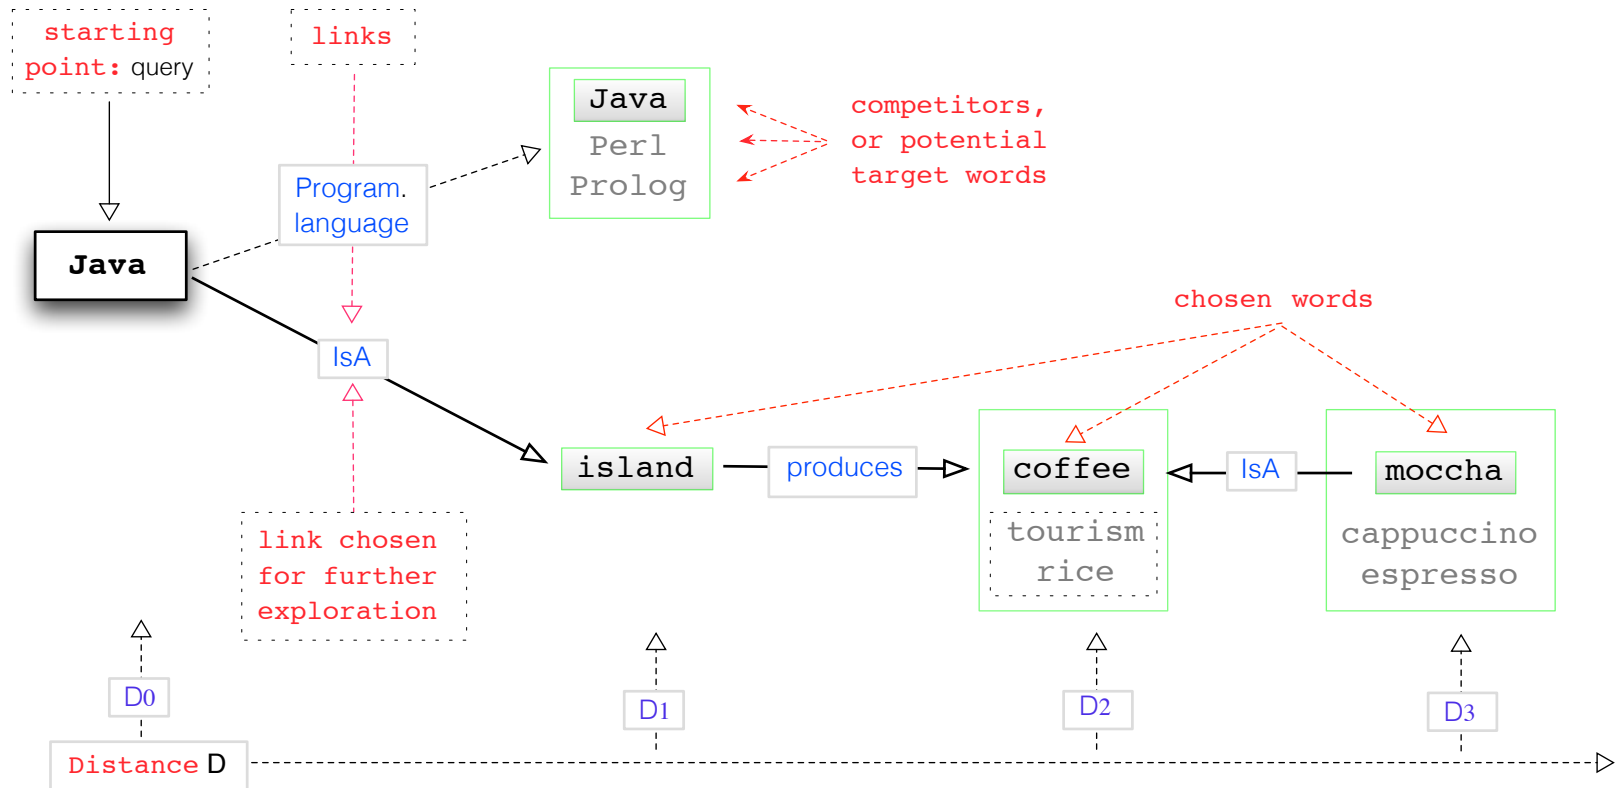 starting
point: query
links
Java
Perl
Prolog
competitors,
or potential
target words
Program.
language
Java
chosen words
IsA
island
produces
coffee
IsA
moccha
tourism
rice
cappuccino
espresso
link chosen
for further
exploration
D0
D1
D2
D3
Distance D